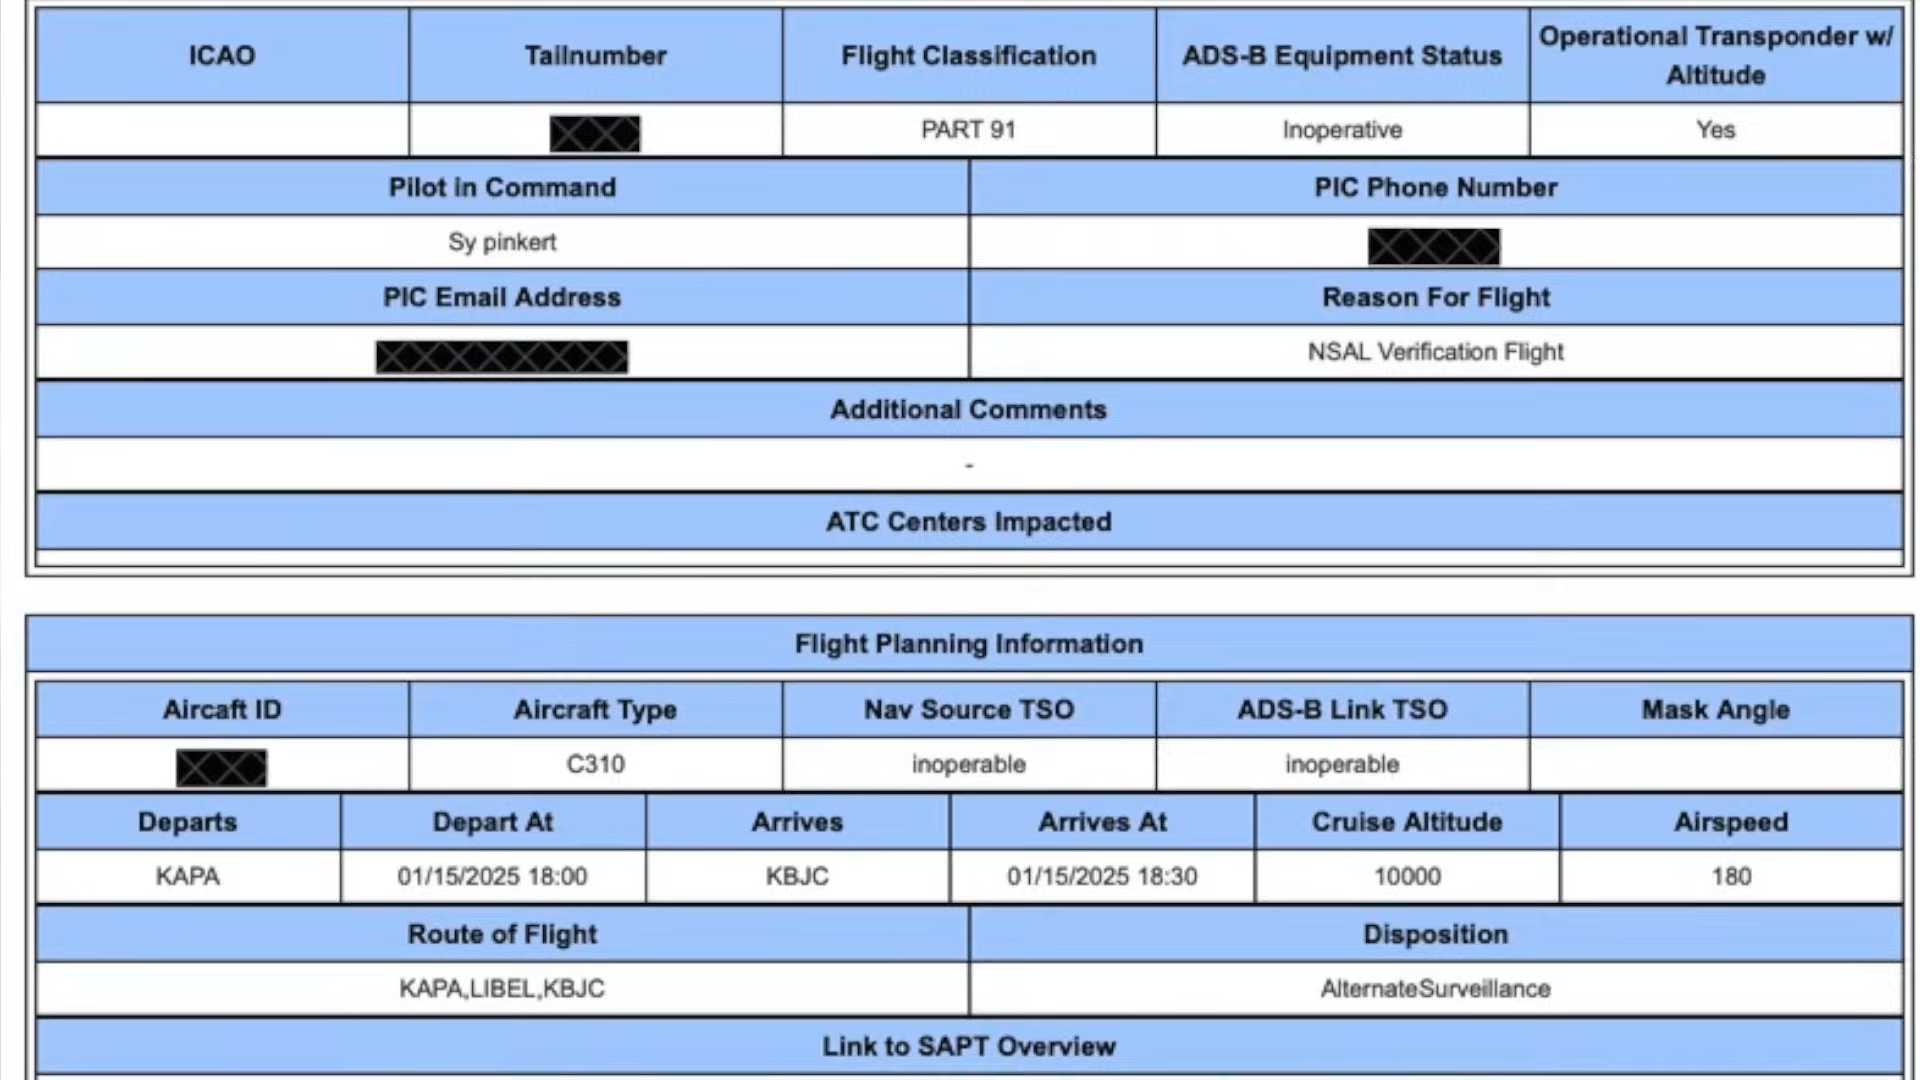 ICAO
Tailnumber
Flight Classification
ADS-B Equipment Status
Operational Transponder w/
Altitude
PART 91
Inoperative
Yes
Pilot in Command
PIC Phone Number
Sy pinkert
PIC Email Address
Reason For Flight
NSAL Verification Flight
Additional Comments
-
ATC Centers Impacted
Flight Planning Information
Aircaft ID
Aircraft Type
Nav Source TSO
ADS-B Link TSO
Mask Angle
C310
inoperable
inoperable
Departs
Depart At
Arrives
Arrives At
Cruise Altitude
Airspeed
KAPA
01/15/2025 18:00
KBJC
01/15/2025 18:30
10000
180
Route of Flight
Disposition
KAPA,LIBEL,KBJC
AlternateSurveillance
Link to SAPT Overview